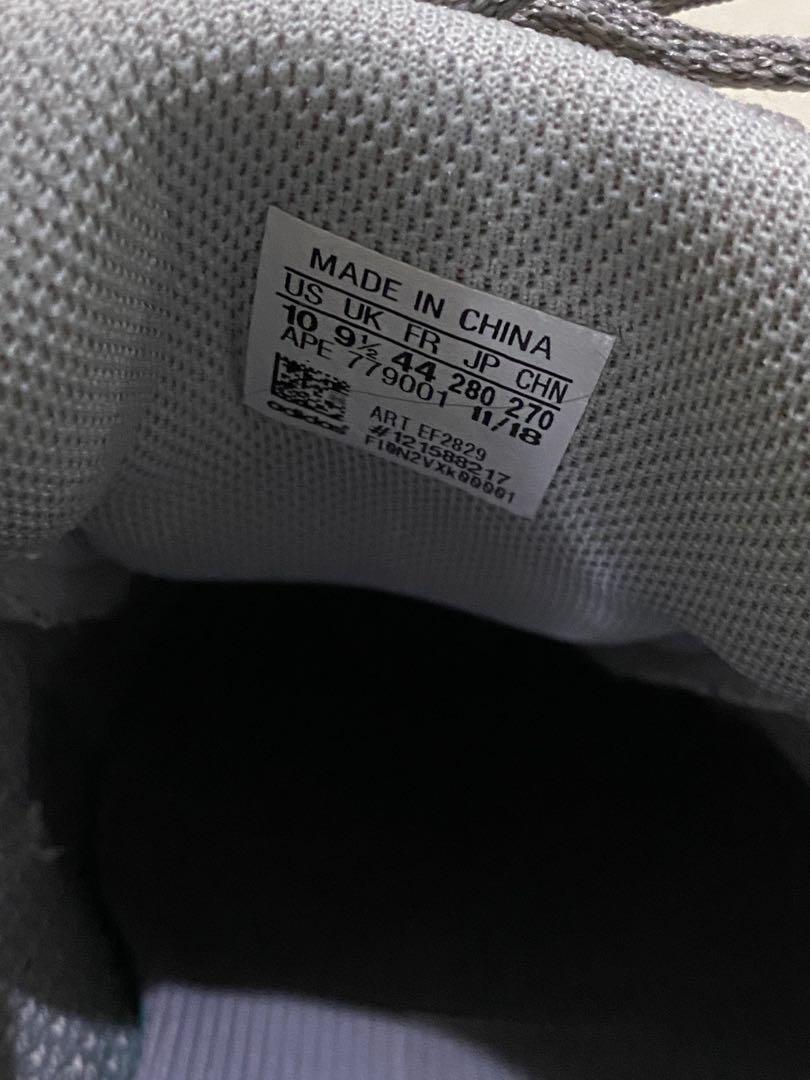 MADE IN CHINA
US UK FR JP CHN
10 9½ 44 280 270
APE 779001 11/18
ART EF2829
#121588217
FI0N2VXK00001
adidas